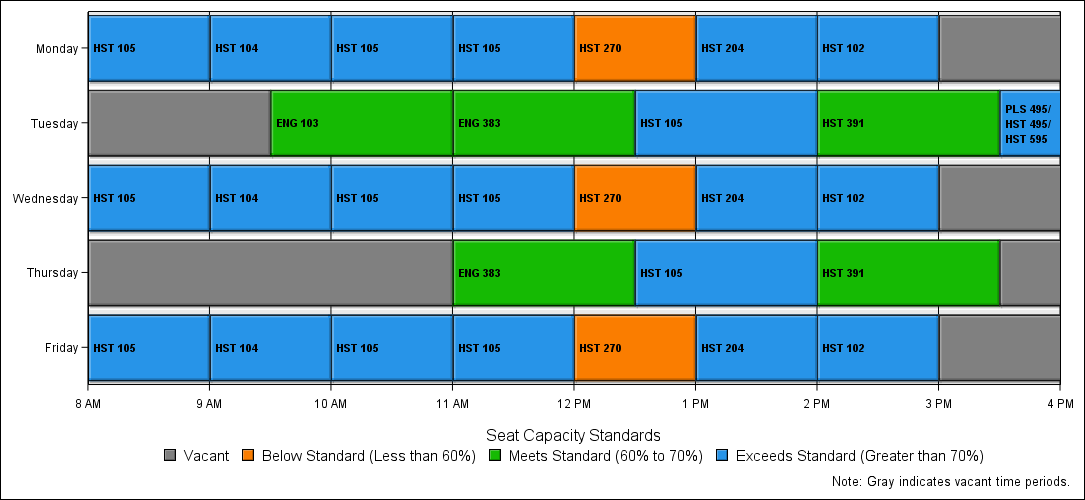 Monday
HST 105
HST 104
HST 105
HST 105
HST 270
HST 204
HST 102
Tuesday
ENG 103
ENG 383
HST 105
HST 391
PLS 495/
HST 495/
HST 595
Wednesday
HST 105
HST 104
HST 105
HST 105
HST 270
HST 204
HST 102
Thursday
ENG 383
HST 105
HST 391
Friday
HST 105
HST 104
HST 105
HST 105
HST 270
HST 204
HST 102
8 AM
9 AM
10 AM
11 AM
12 PM
1 PM
2 PM
3 PM
4 PM
Seat Capacity Standards
Vacant
Below Standard (Less than 60%)
Meets Standard (60% to 70%)
Exceeds Standard (Greater than 70%)
Note: Gray indicates vacant time periods.